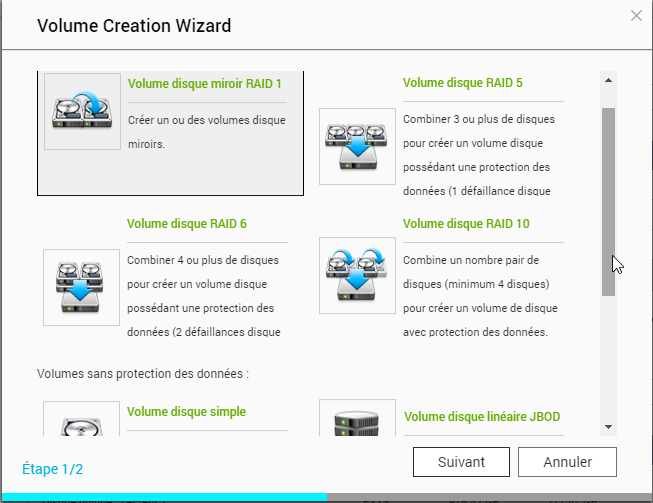 Volume Creation Wizard
Volume disque miroir RAID 1
Créer un ou des volumes disque
miroirs.
Volume disque RAID 5
Combiner 3 ou plus de disques
pour créer un volume disque
possédant une protection des
données (1 défaillance disque
Volume disque RAID 6
Combiner 4 ou plus de disques
pour créer un volume disque
possédant une protection des
données (2 défaillances disque
Volume disque RAID 10
Combine un nombre pair de
disques (minimum 4 disques)
pour créer un volume de disque
avec protection des données.
Volumes sans protection des données :
Volume disque simple
Volume disque linéaire JBOD
Étape 1/2
Suivant
Annuler